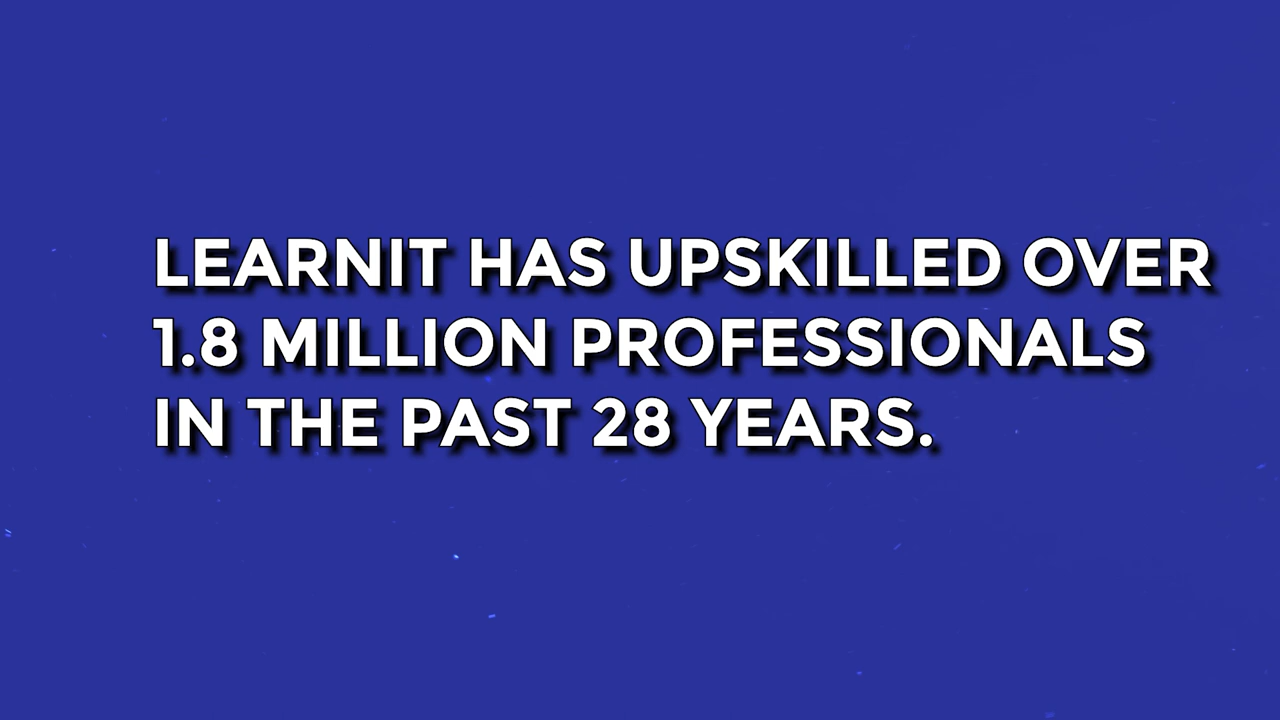 LEARNIT HAS UPSKILLED OVER
1.8 MILLION PROFESSIONALS
IN THE PAST 28 YEARS.